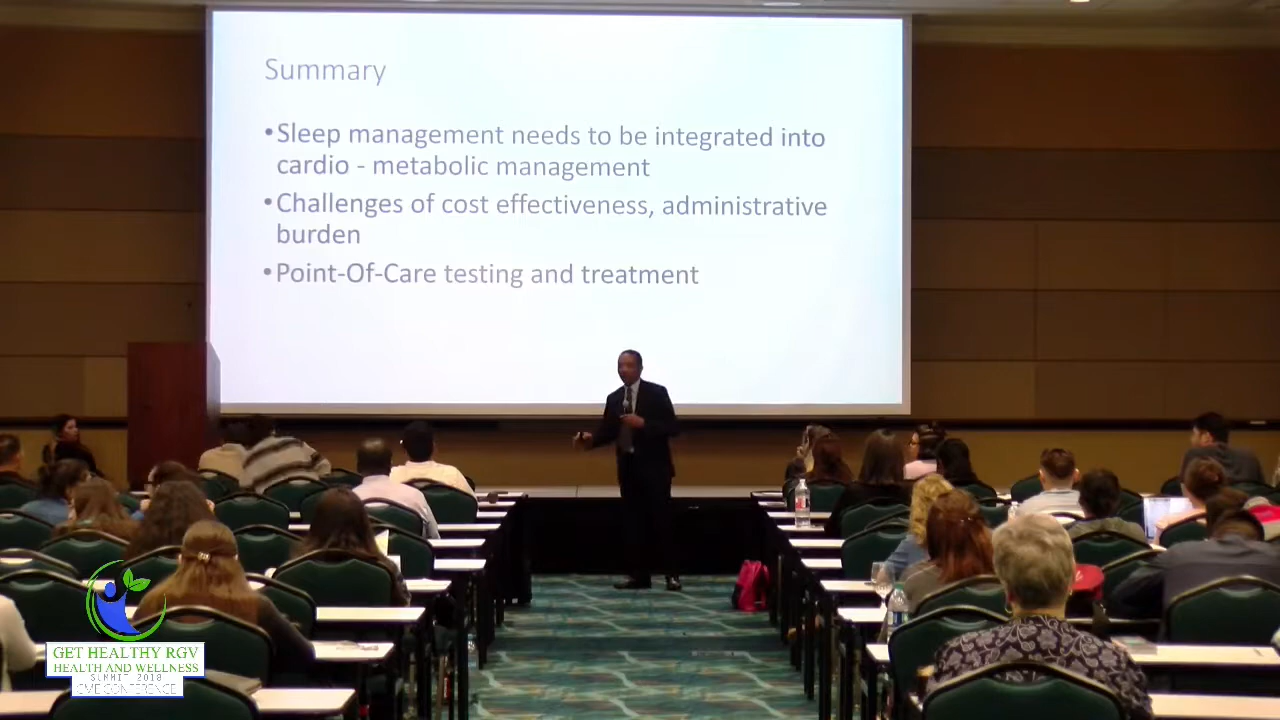 Summary
•Sleep management needs to be integrated into
cardio - metabolic management
•Challenges of cost effectiveness, administrative
burden
•Point-Of-Care testing and treatment
GET HEALTHY RGV
HEALTH AND WELLNESS
SUMMIT 2018
CME CONFERENCE